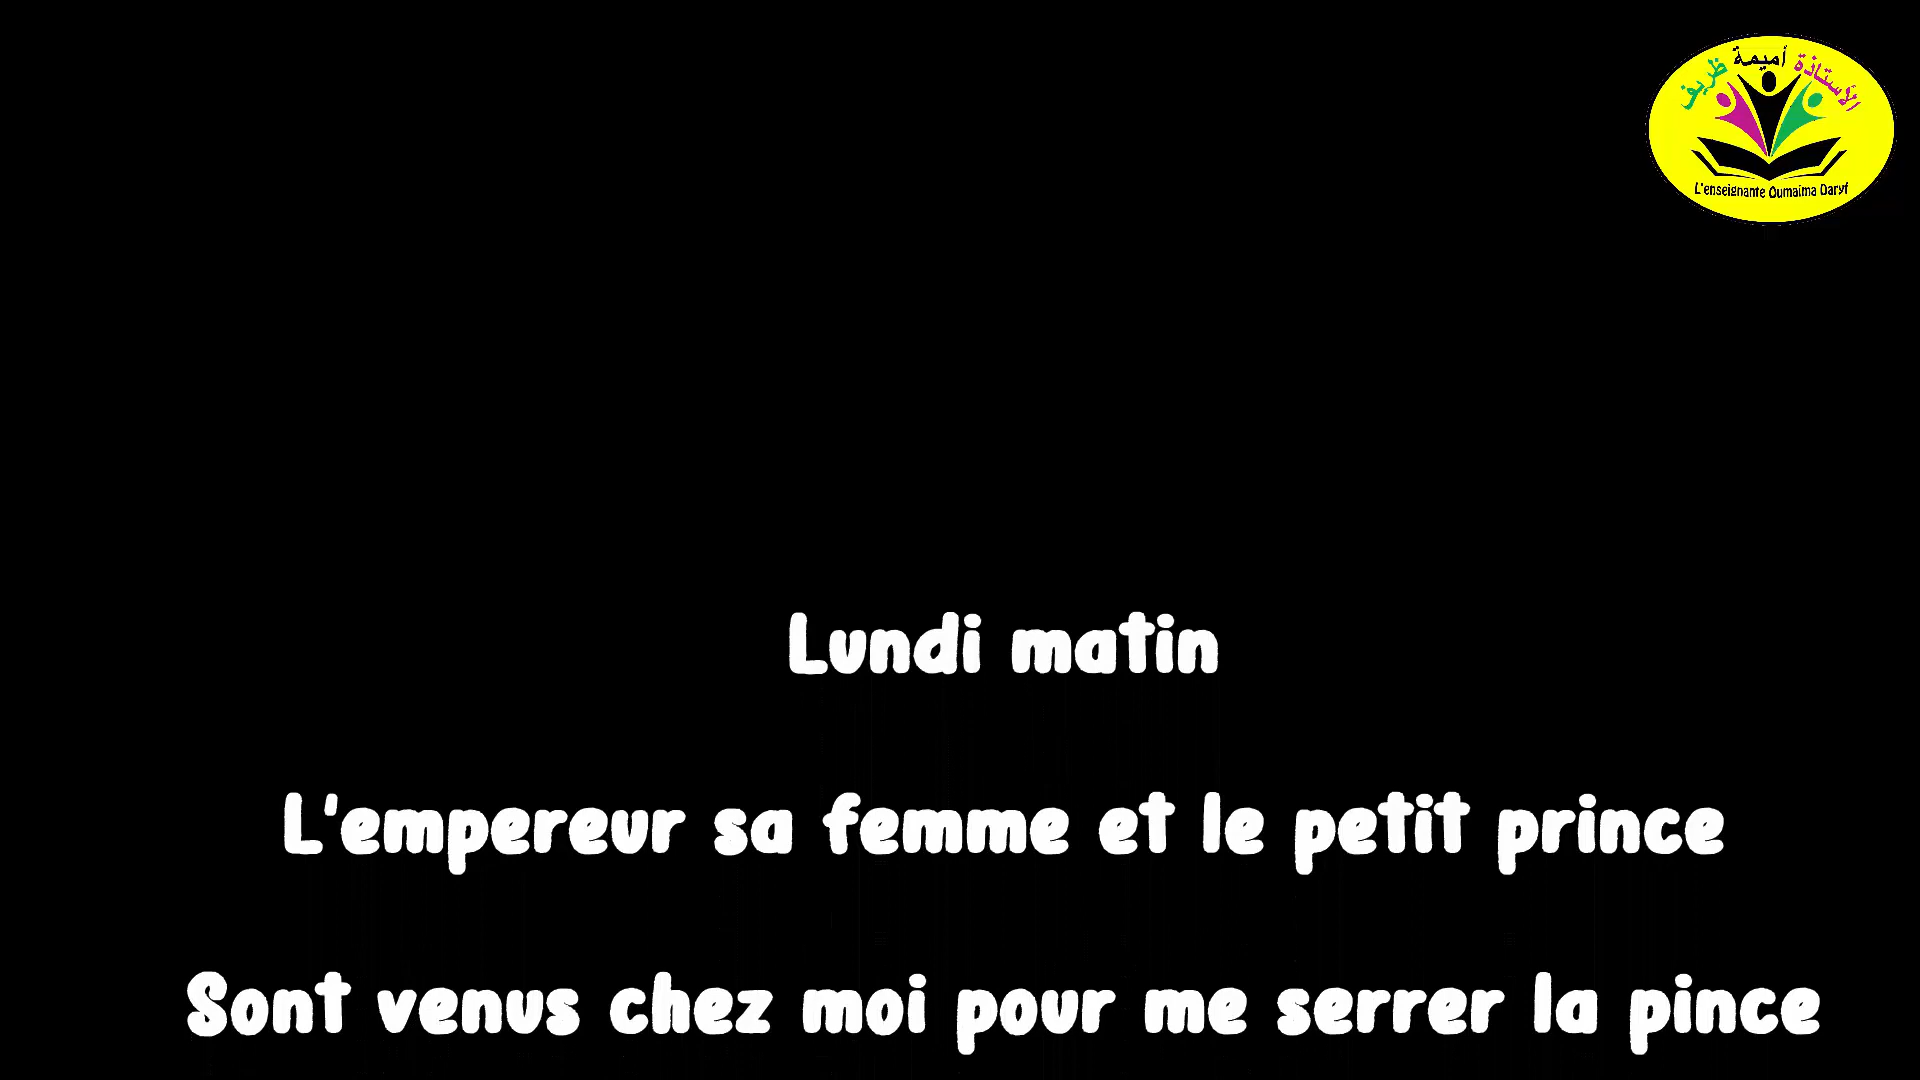 الأستاذة أميمة ظريف
L'enseignante Oumaima Daryf
Lundi matin
L'empereur sa femme et le petit prince
Sont venus chez moi pour me serrer la pince